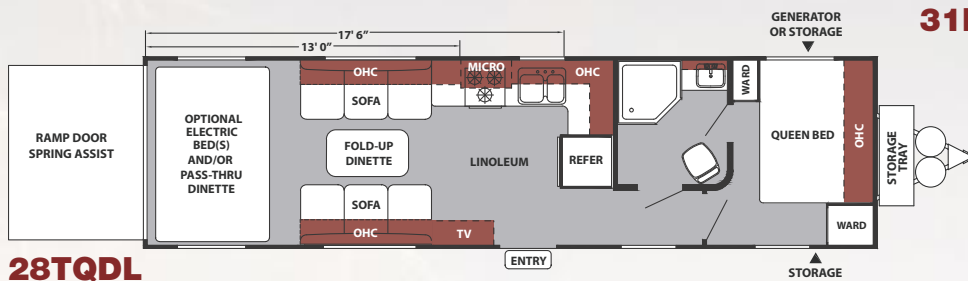 17' 6"
13' 0"
GENERATOR
OR STORAGE
RAMP DOOR
SPRING ASSIST
OPTIONAL
ELECTRIC
BED(S)
AND/OR
PASS-THRU
DINETTE
OHC
SOFA
FOLD-UP
DINETTE
SOFA
OHC
TV
MICRO
OHC
LINOLEUM
REFER
ENTRY
WARD
QUEEN BED
OHC
WARD
STORAGE
TRAY
STORAGE
28TQDL